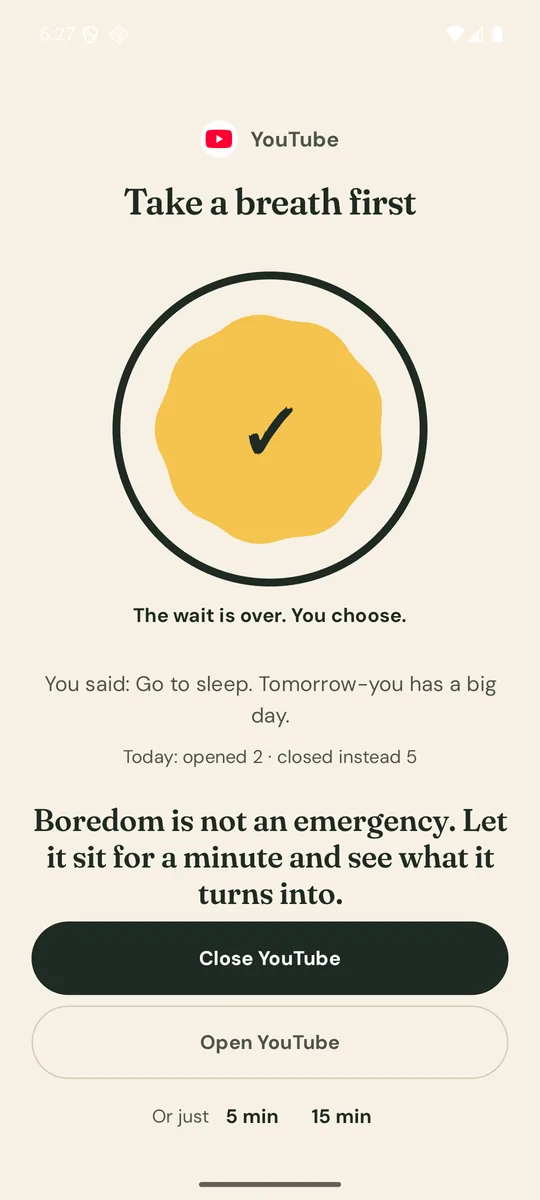 6:27
YouTube
Take a breath first
✓
The wait is over. You choose.
You said: Go to sleep. Tomorrow-you has a big
day.
Today: opened 2 · closed instead 5
Boredom is not an emergency. Let
it sit for a minute and see what it
turns into.
Close YouTube
Open YouTube
Or just 5 min 15 min